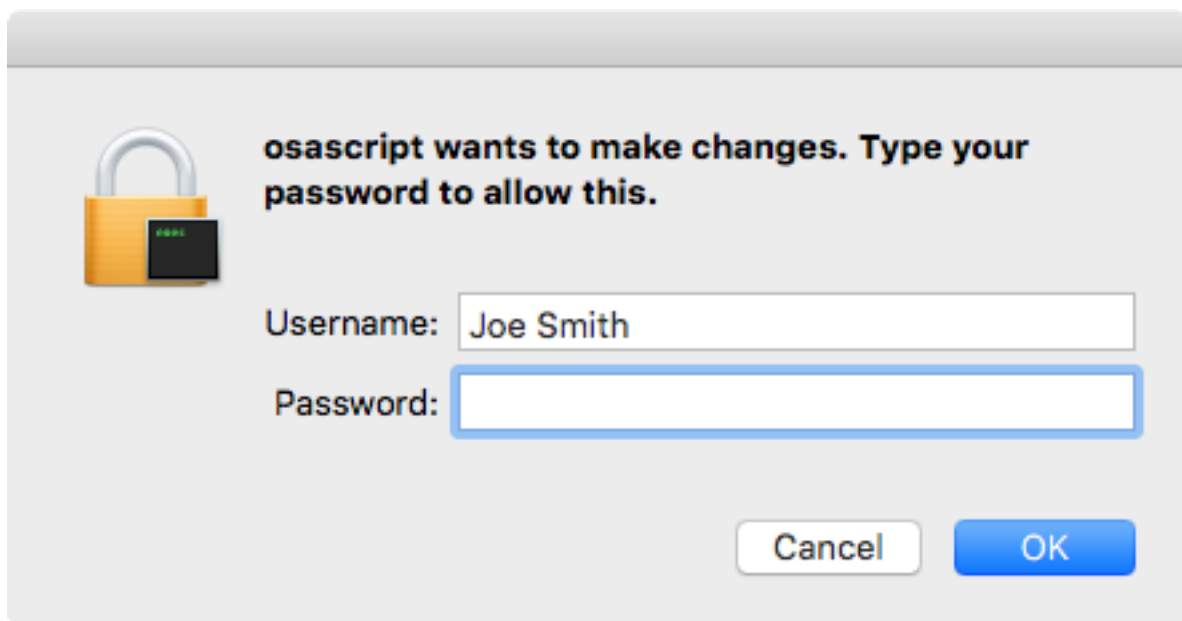 osascript wants to make changes. Type your
password to allow this.
Username: Joe Smith
Password:
Cancel OK